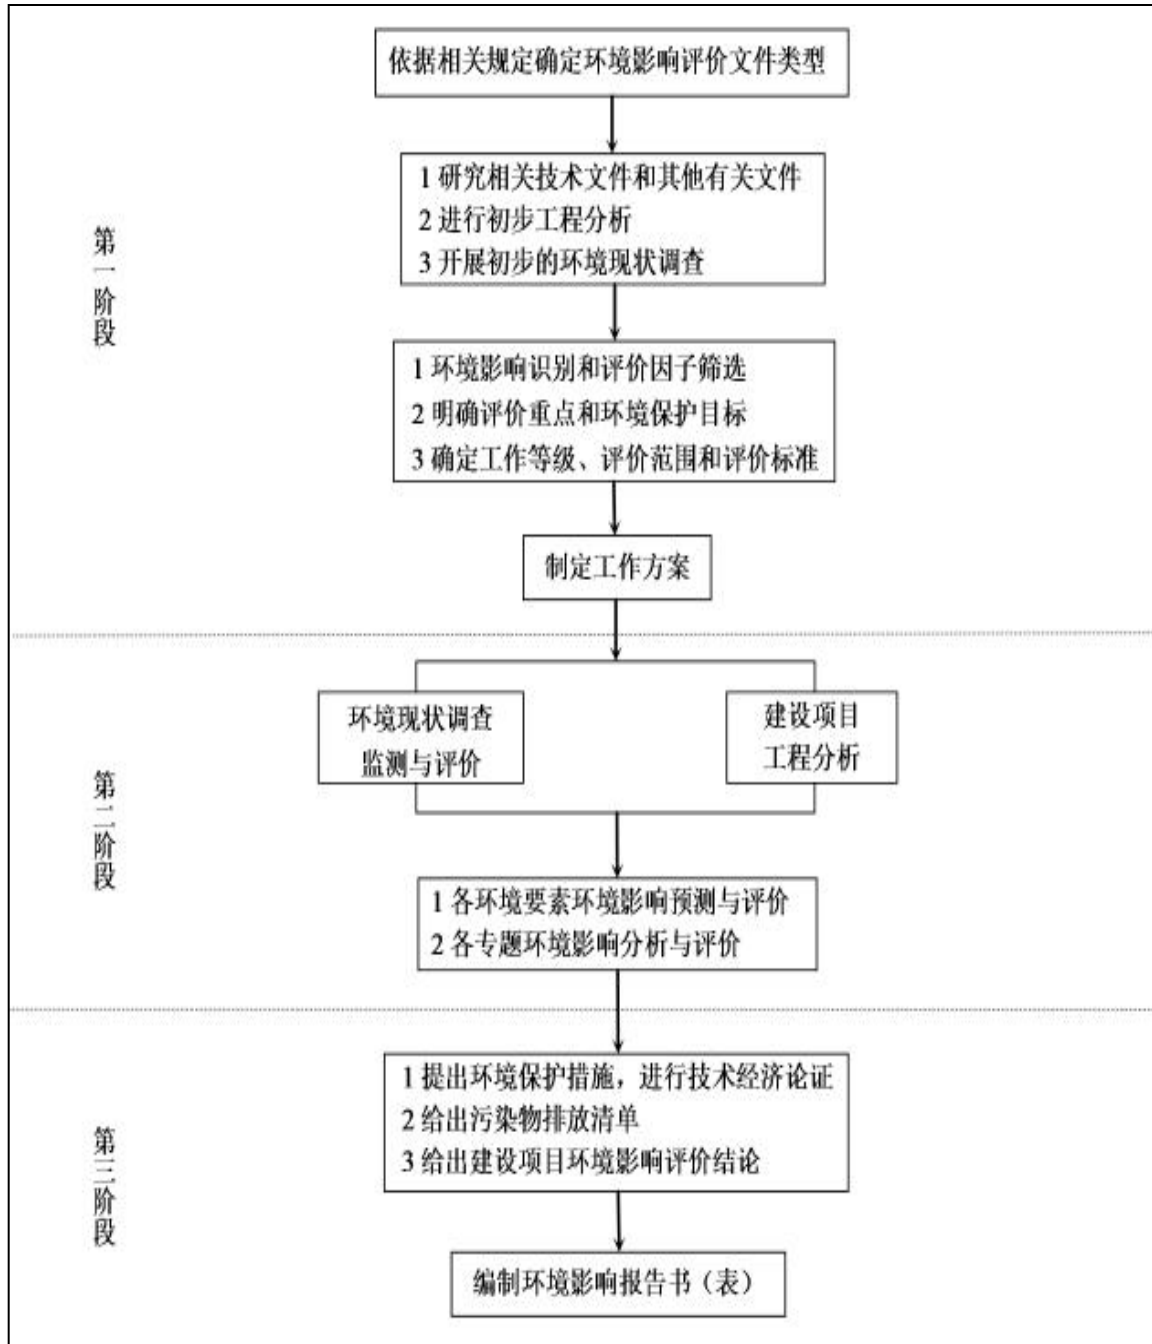 依据相关规定确定环境影响评价文件类型
1 研究相关技术文件和其他有关文件
2 进行初步工程分析
3 开展初步的环境现状调查
第一阶段
1 环境影响识别和评价因子筛选
2 明确评价重点和环境保护目标
3 确定工作等级、评价范围和评价标准
制定工作方案
环境现状调查
监测与评价
建设项目
工程分析
第二阶段
1 各环境要素环境影响预测与评价
2 各专题环境影响分析与评价
1 提出环境保护措施，进行技术经济论证
2 给出污染物排放清单
3 给出建设项目环境影响评价结论
第三阶段
编制环境影响报告书（表）